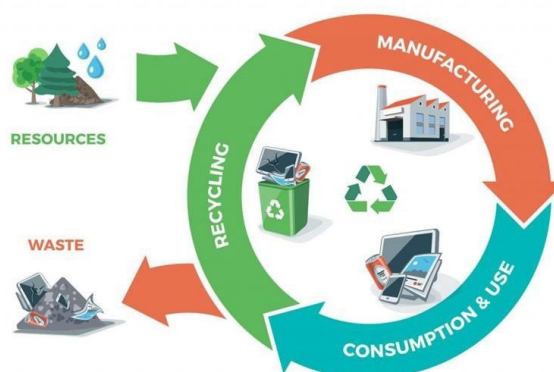 RESOURCES
WASTE
RECYCLING
MANUFACTURING
CONSUMPTION & USE